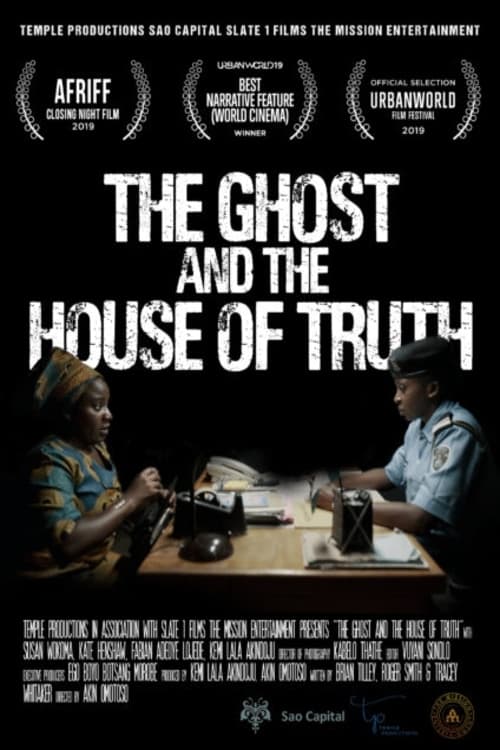 TEMPLE PRODUCTIONS SAO CAPITAL SLATE 1 FILMS THE MISSION ENTERTAINMENT
AFRIFF
CLOSING NIGHT FILM
2019
URBANWORLD19
BEST
NARRATIVE FEATURE
(WORLD CINEMA)
WINNER
OFFICIAL SELECTION
URBANWORLD
FILM FESTIVAL
2019
THE GHOST
AND THE
HOUSE OF TRUTH
TEMPLE PRODUCTIONS IN ASSOCIATION WITH SLATE 1 FILMS THE MISSION ENTERTAINMENT PRESENTS "THE GHOST AND THE HOUSE OF TRUTH" WITH
SUSAN WOKOMA, KATE HENSHAW, FABIAN ADEOYE LOJEDE, KEMI LALA AKINDOJU DIRECTOR OF PHOTOGRAPHY KABELO THATHE EDITOR VUYANI SONDLO
EXECUTIVE PRODUCERS EGO BOYO BOTSANG MOROBE PRODUCED BY KEMI LALA AKINDOJU, AKIN OMOTOSO WRITTEN BY BRIAN TILLEY, ROGER SMITH & TRACEY
WHITAKER DIRECTED BY AKIN OMOTOSO
Sao Capital